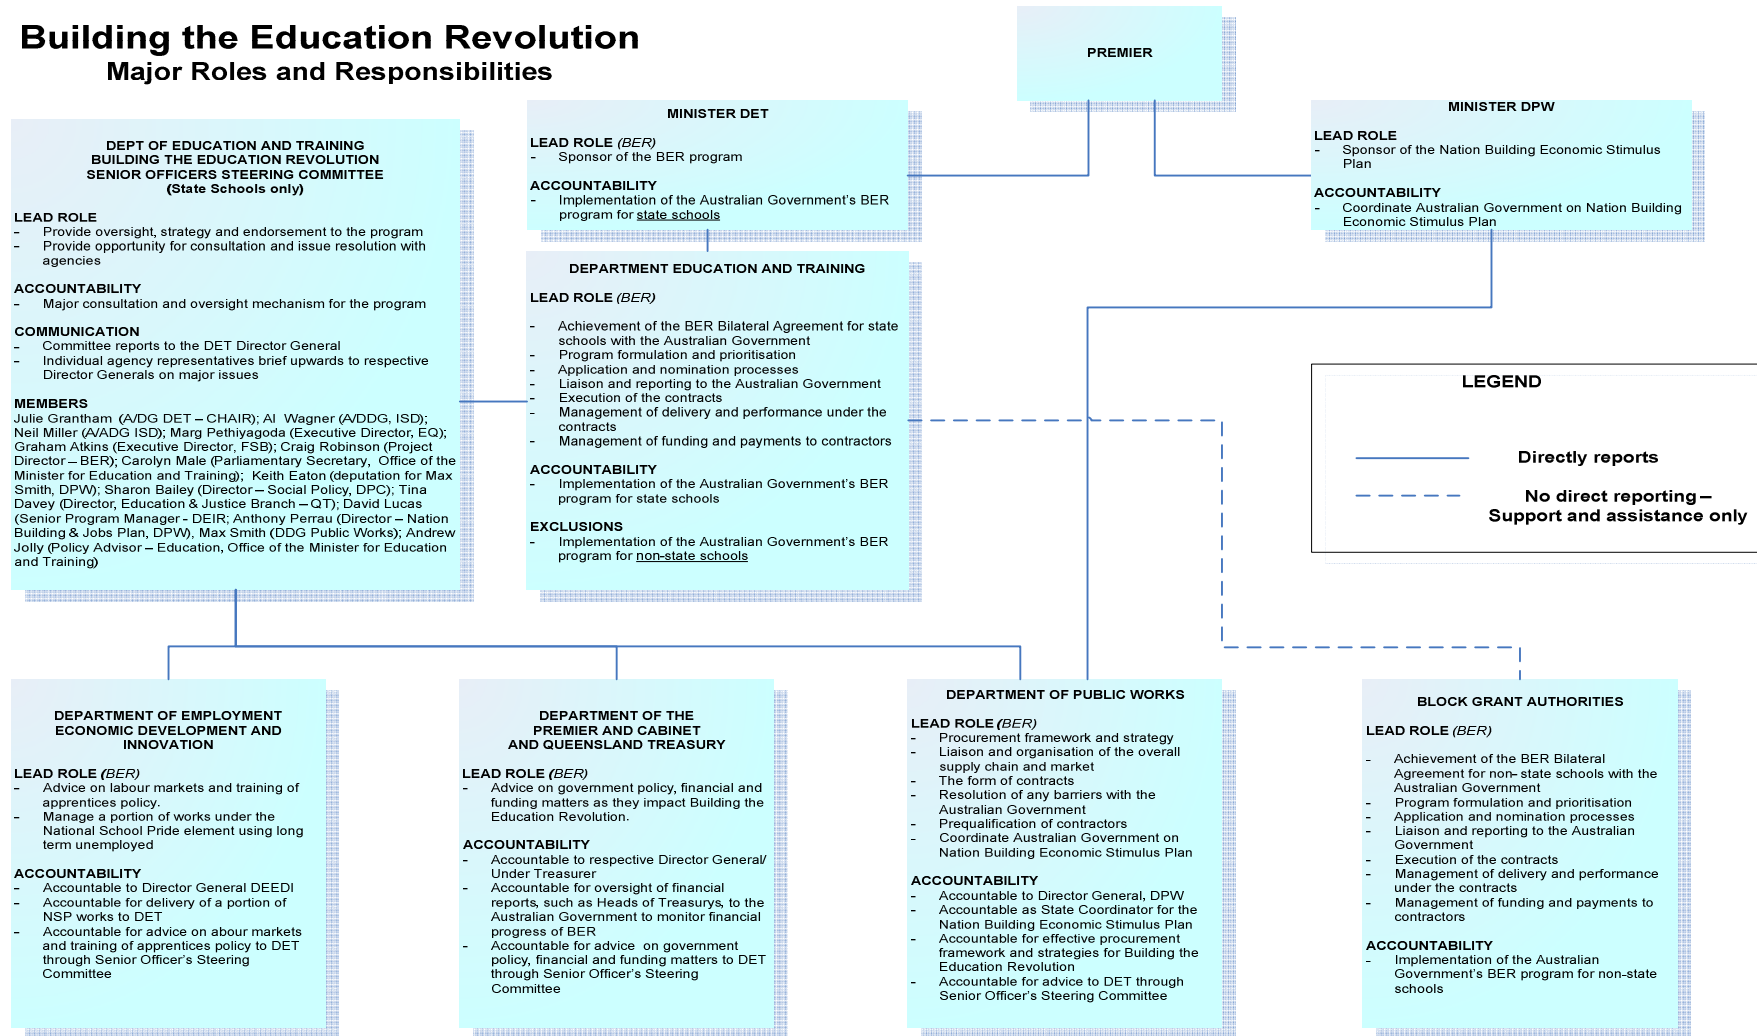 Building the Education Revolution
Major Roles and Responsibilities
PREMIER
DEPT OF EDUCATION AND TRAINING
BUILDING THE EDUCATION REVOLUTION
SENIOR OFFICERS STEERING COMMITTEE
(State Schools only)
LEAD ROLE
- Provide oversight, strategy and endorsement to the program
- Provide opportunity for consultation and issue resolution with
agencies
ACCOUNTABILITY
- Major consultation and oversight mechanism for the program
COMMUNICATION
- Committee reports to the DET Director General
- Individual agency representatives brief upwards to respective
Director Generals on major issues
MEMBERS
Julie Grantham (A/DG DET – CHAIR); Al Wagner (A/DDG, ISD);
Neil Miller (A/ADG ISD); Marg Pethiyagoda (Executive Director, EQ);
Graham Atkins (Executive Director, FSB); Craig Robinson (Project
Director – BER); Carolyn Male (Parliamentary Secretary, Office of the
Minister for Education and Training); Keith Eaton (deputation for Max
Smith, DPW); Sharon Bailey (Director – Social Policy, DPC); Tina
Davey (Director, Education & Justice Branch – QT); David Lucas
(Senior Program Manager - DEIR; Anthony Perrau (Director – Nation
Building & Jobs Plan, DPW), Max Smith (DDG Public Works); Andrew
Jolly (Policy Advisor – Education, Office of the Minister for Education
and Training)
MINISTER DET
LEAD ROLE (BER)
- Sponsor of the BER program
ACCOUNTABILITY
- Implementation of the Australian Government's BER
program for state schools
MINISTER DPW
LEAD ROLE
- Sponsor of the Nation Building Economic Stimulus
Plan
ACCOUNTABILITY
- Coordinate Australian Government on Nation Building
Economic Stimulus Plan
DEPARTMENT EDUCATION AND TRAINING
LEAD ROLE (BER)
- Achievement of the BER Bilateral Agreement for state
schools with the Australian Government
- Program formulation and prioritisation
- Application and nomination processes
- Liaison and reporting to the Australian Government
- Execution of the contracts
- Management of delivery and performance under the
contracts
- Management of funding and payments to contractors
ACCOUNTABILITY
- Implementation of the Australian Government's BER
program for state schools
EXCLUSIONS
- Implementation of the Australian Government's BER
program for non-state schools
LEGEND
Directly reports
No direct reporting –
Support and assistance only
DEPARTMENT OF EMPLOYMENT
ECONOMIC DEVELOPMENT AND
INNOVATION
LEAD ROLE (BER)
- Advice on labour markets and training of
apprentices policy.
- Manage a portion of works under the
National School Pride element using long
term unemployed
ACCOUNTABILITY
- Accountable to Director General DEEDI
- Accountable for delivery of a portion of
NSP works to DET
- Accountable for advice on abour markets
and training of apprentices policy to DET
through Senior Officer's Steering
Committee
DEPARTMENT OF THE
PREMIER AND CABINET
AND QUEENSLAND TREASURY
LEAD ROLE (BER)
- Advice on government policy, financial and
funding matters as they impact Building the
Education Revolution.
ACCOUNTABILITY
- Accountable to respective Director General/
Under Treasurer
- Accountable for oversight of financial
reports, such as Heads of Treasurys, to the
Australian Government to monitor financial
progress of BER
- Accountable for advice on government
policy, financial and funding matters to DET
through Senior Officer's Steering
Committee
DEPARTMENT OF PUBLIC WORKS
LEAD ROLE (BER)
- Procurement framework and strategy
- Liaison and organisation of the overall
supply chain and market
- The form of contracts
- Resolution of any barriers with the
Australian Government
- Prequalification of contractors
- Coordinate Australian Government on
Nation Building Economic Stimulus Plan
ACCOUNTABILITY
- Accountable to Director General, DPW
- Accountable as State Coordinator for the
Nation Building Economic Stimulus Plan
- Accountable for effective procurement
framework and strategies for Building the
Education Revolution
- Accountable for advice to DET through
Senior Officer's Steering Committee
BLOCK GRANT AUTHORITIES
LEAD ROLE (BER)
- Achievement of the BER Bilateral
Agreement for non-state schools with the
Australian Government
- Program formulation and prioritisation
- Application and nomination processes
- Liaison and reporting to the Australian
Government
- Execution of the contracts
- Management of delivery and performance
under the contracts
- Management of funding and payments to
contractors
ACCOUNTABILITY
- Implementation of the Australian
Government's BER program for non-state
schools